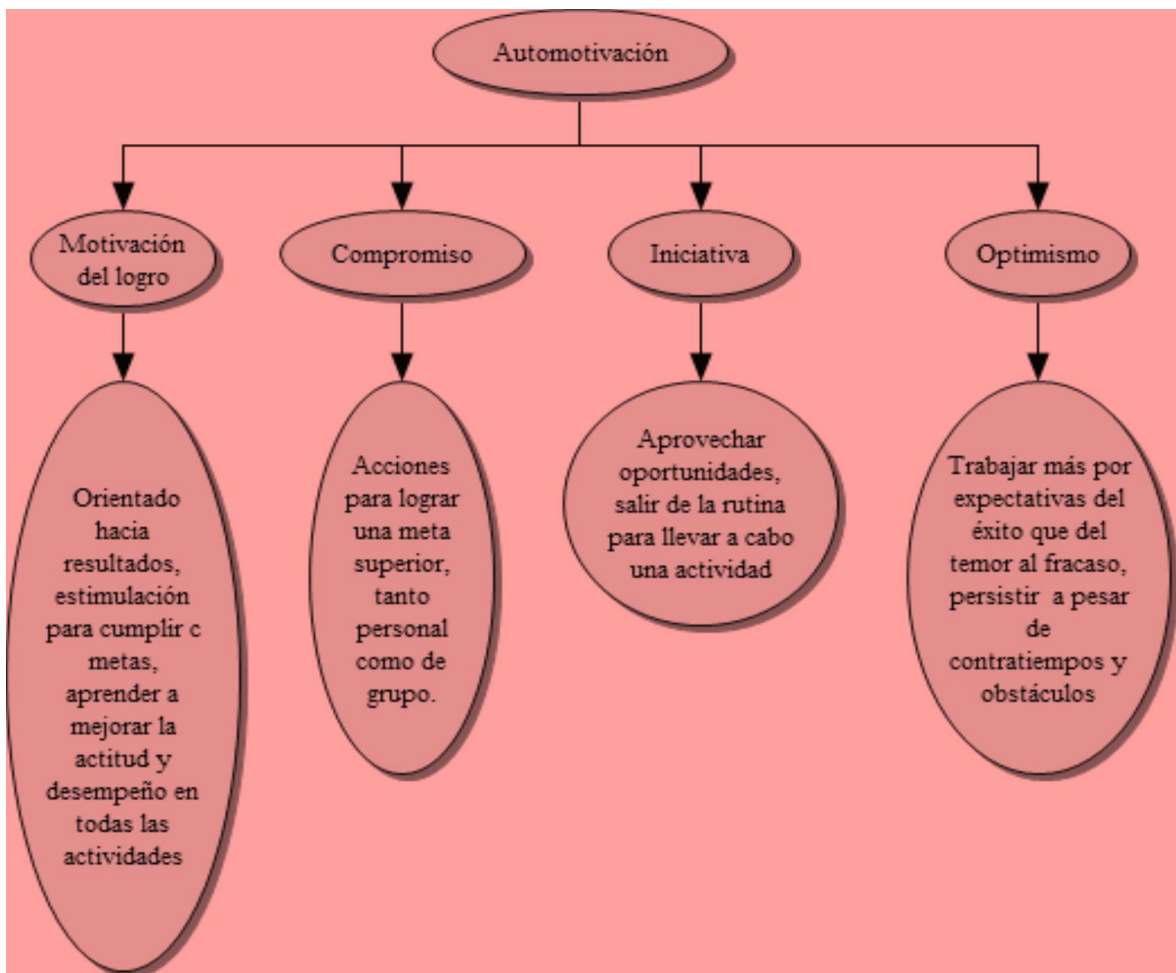 Automotivación
Motivación
del logro
Compromiso
Iniciativa
Optimismo
Orientado
hacia
resultados,
estimulación
para cumplir c
metas,
aprender a
mejorar la
actitud y
desempeño en
todas las
actividades
Acciones
para lograr
una meta
superior,
tanto
personal
como de
grupo.
Aprovechar
oportunidades,
salir de la rutina
para llevar a cabo
una actividad
Trabajar más por
expectativas del
éxito que del
temor al fracaso,
persistir a pesar
de
contratiempos y
obstáculos